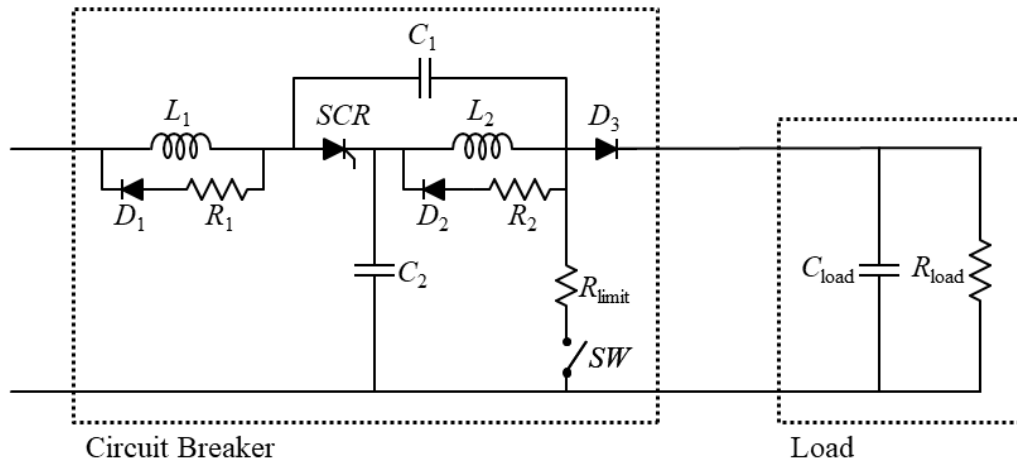 C1
L1
SCR
L2
D3
D1
R1
D2
R2
C2
Rlimit
Cload
Rload
SW
Circuit Breaker
Load